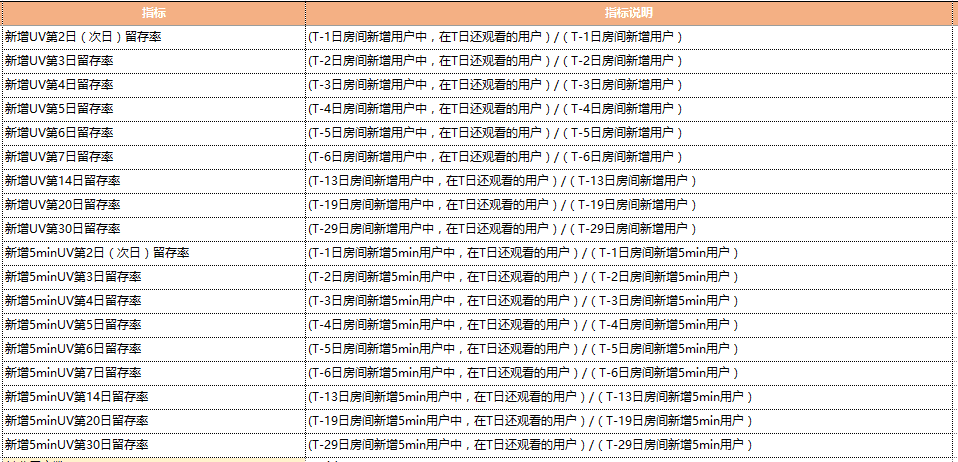 指标 指标说明
新增UV第2日（次日）留存率 (T-1日房间新增用户中，在T日还观看的用户）/（T-1日房间新增用户）
新增UV第3日留存率 (T-2日房间新增用户中，在T日还观看的用户）/（T-2日房间新增用户）
新增UV第4日留存率 (T-3日房间新增用户中，在T日还观看的用户）/（T-3日房间新增用户）
新增UV第5日留存率 (T-4日房间新增用户中，在T日还观看的用户）/（T-4日房间新增用户）
新增UV第6日留存率 (T-5日房间新增用户中，在T日还观看的用户）/（T-5日房间新增用户）
新增UV第7日留存率 (T-6日房间新增用户中，在T日还观看的用户）/（T-6日房间新增用户）
新增UV第14日留存率 (T-13日房间新增用户中，在T日还观看的用户）/（T-13日房间新增用户）
新增UV第20日留存率 (T-19日房间新增用户中，在T日还观看的用户）/（T-19日房间新增用户）
新增UV第30日留存率 (T-29日房间新增用户中，在T日还观看的用户）/（T-29日房间新增用户）
新增5minUV第2日（次日）留存率 (T-1日房间新增5min用户中，在T日还观看的用户）/（T-1日房间新增5min用户）
新增5minUV第3日留存率 (T-2日房间新增5min用户中，在T日还观看的用户）/（T-2日房间新增5min用户）
新增5minUV第4日留存率 (T-3日房间新增5min用户中，在T日还观看的用户）/（T-3日房间新增5min用户）
新增5minUV第5日留存率 (T-4日房间新增5min用户中，在T日还观看的用户）/（T-4日房间新增5min用户）
新增5minUV第6日留存率 (T-5日房间新增5min用户中，在T日还观看的用户）/（T-5日房间新增5min用户）
新增5minUV第7日留存率 (T-6日房间新增5min用户中，在T日还观看的用户）/（T-6日房间新增5min用户）
新增5minUV第14日留存率 (T-13日房间新增5min用户中，在T日还观看的用户）/（T-13日房间新增5min用户）
新增5minUV第20日留存率 (T-19日房间新增5min用户中，在T日还观看的用户）/（T-19日房间新增5min用户）
新增5minUV第30日留存率 (T-29日房间新增5min用户中，在T日还观看的用户）/（T-29日房间新增5min用户）